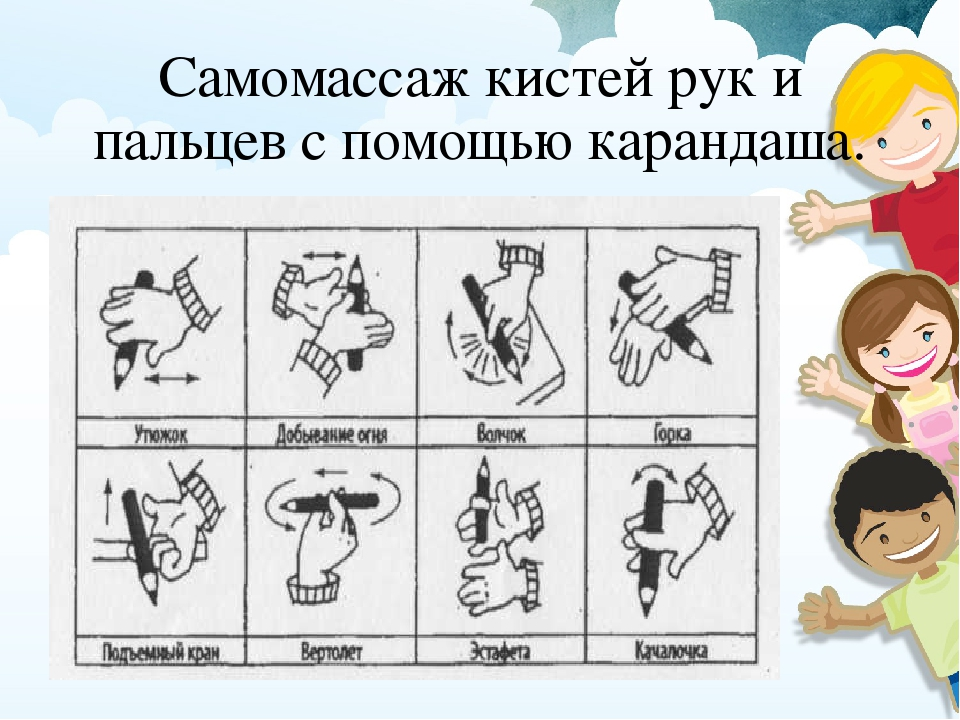 Самомассаж кистей рук и
пальцев с помощью карандаша.
Утюжок
Добывание огня
Волчок
Горка
Подъемный кран
Вертолет
Эстафета
Качалочка